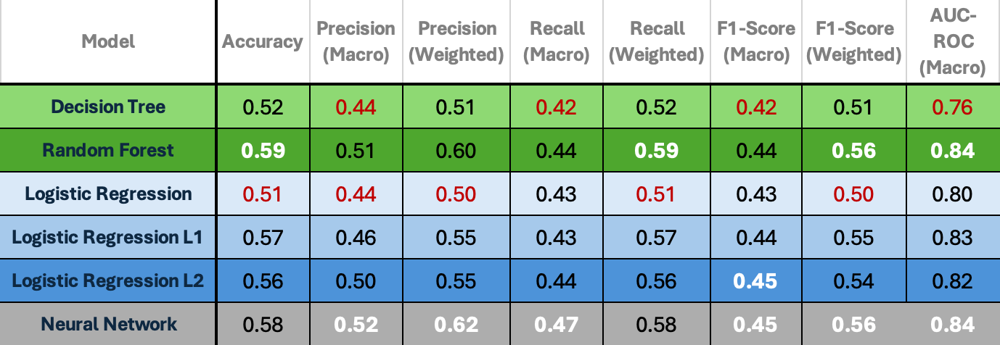 Model Accuracy Precision (Macro) Precision (Weighted) Recall (Macro) Recall (Weighted) F1-Score (Macro) F1-Score (Weighted) AUC-ROC (Macro)
Decision Tree 0.52 0.44 0.51 0.42 0.52 0.42 0.51 0.76
Random Forest 0.59 0.51 0.60 0.44 0.59 0.44 0.56 0.84
Logistic Regression 0.51 0.44 0.50 0.43 0.51 0.43 0.50 0.80
Logistic Regression L1 0.57 0.46 0.55 0.43 0.57 0.44 0.55 0.83
Logistic Regression L2 0.56 0.50 0.55 0.44 0.56 0.45 0.54 0.82
Neural Network 0.58 0.52 0.62 0.47 0.58 0.45 0.56 0.84